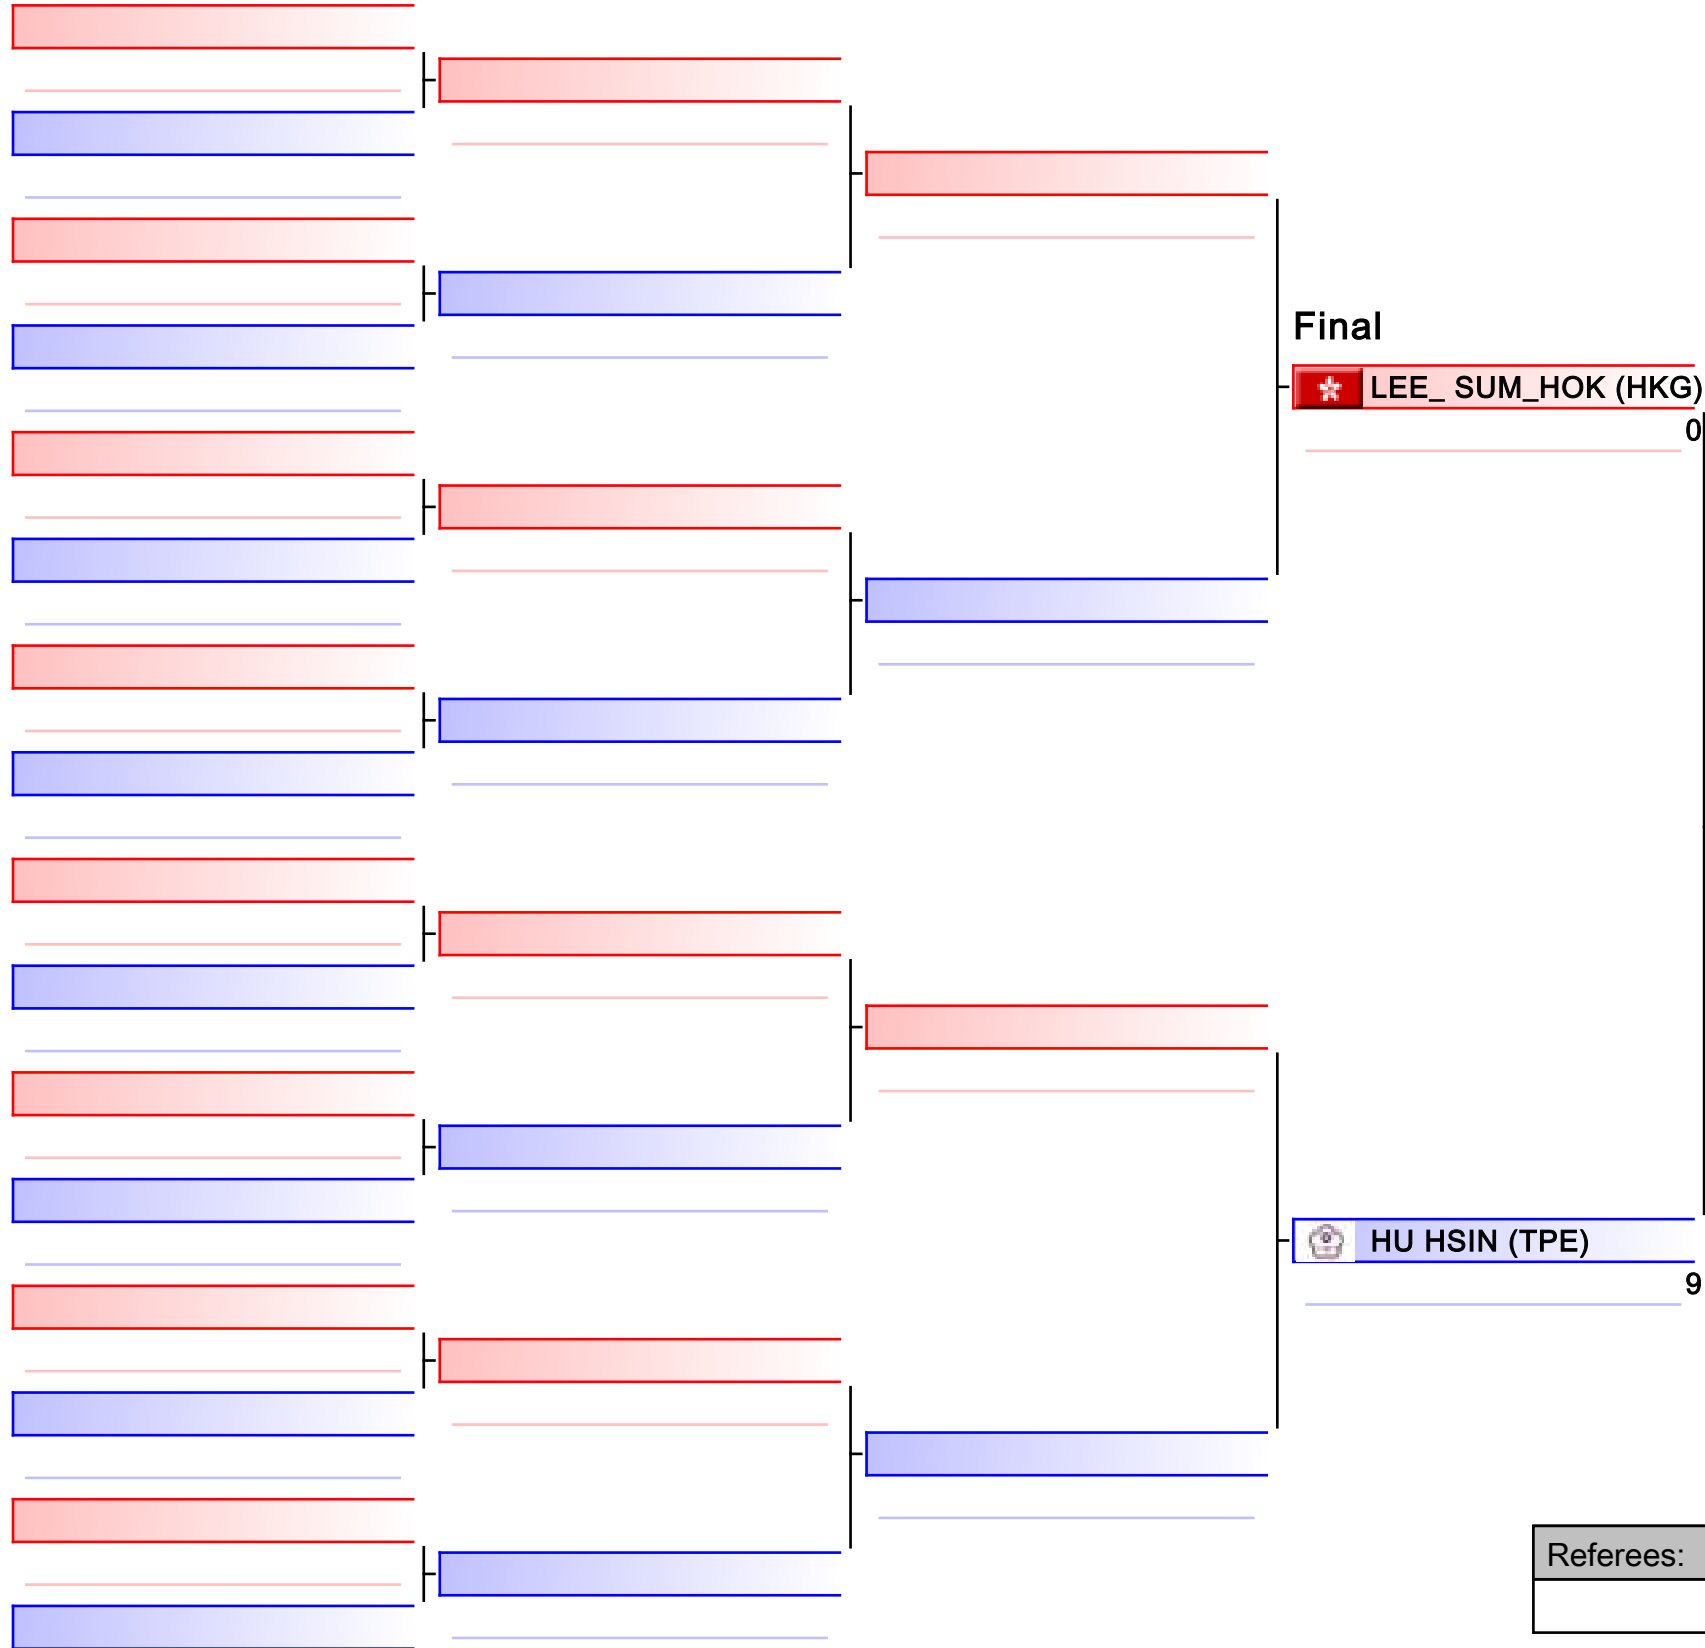 Final
LEE_ SUM_HOK (HKG)
0
HU HSIN (TPE)
9
Referees: